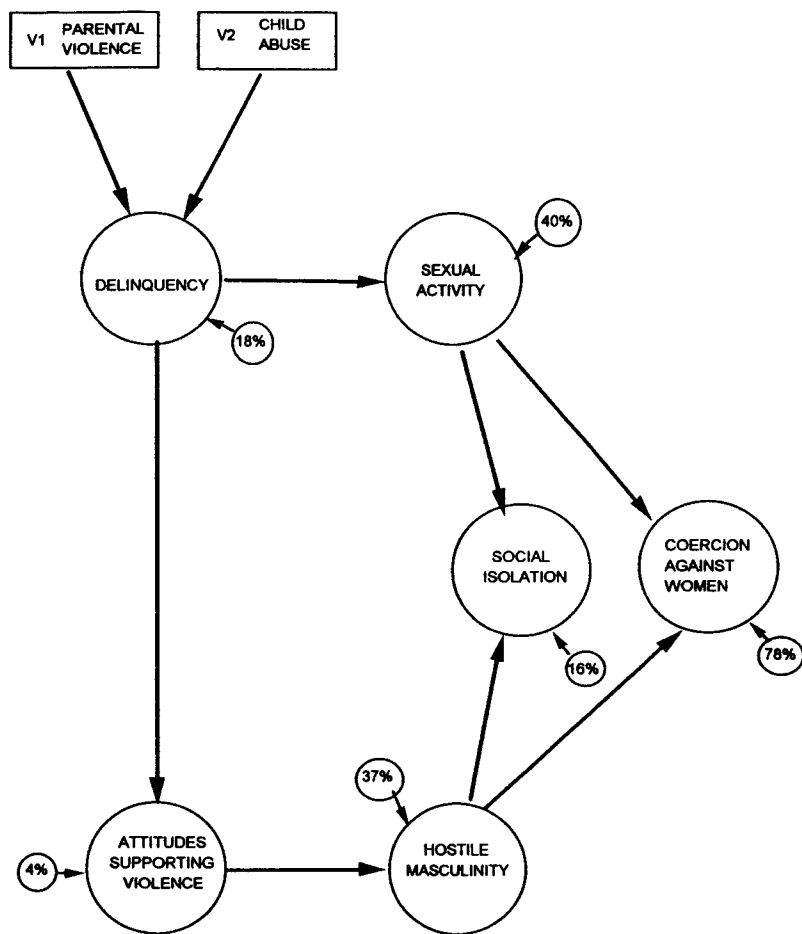 V1 PARENTAL
VIOLENCE
V2 CHILD
ABUSE
DELINQUENCY
18%
SEXUAL
ACTIVITY
40%
SOCIAL
ISOLATION
16%
COERCION
AGAINST
WOMEN
78%
ATTITUDES
SUPPORTING
VIOLENCE
4%
HOSTILE
MASCULINITY
37%